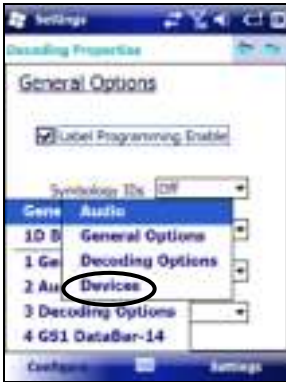 Settings
Decoding Properties
General Options
Label Programming Enable
Symbology IDs Off
Gene Audio
1D B General Options
1 Ge Decoding Options
2 Au Devices
3 Decoding Options
4 GS1 DataBar-14
Configure Settings